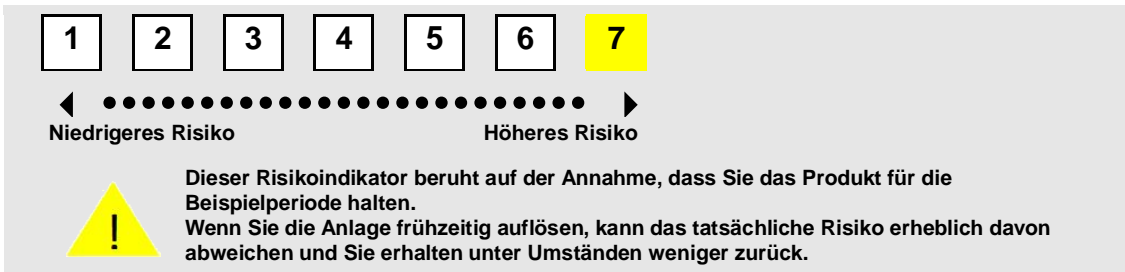 1 2 3 4 5 6 7
Niedrigeres Risiko Höheres Risiko
Dieser Risikoindikator beruht auf der Annahme, dass Sie das Produkt für die
Beispielperiode halten.
Wenn Sie die Anlage frühzeitig auflösen, kann das tatsächliche Risiko erheblich davon
abweichen und Sie erhalten unter Umständen weniger zurück.
!